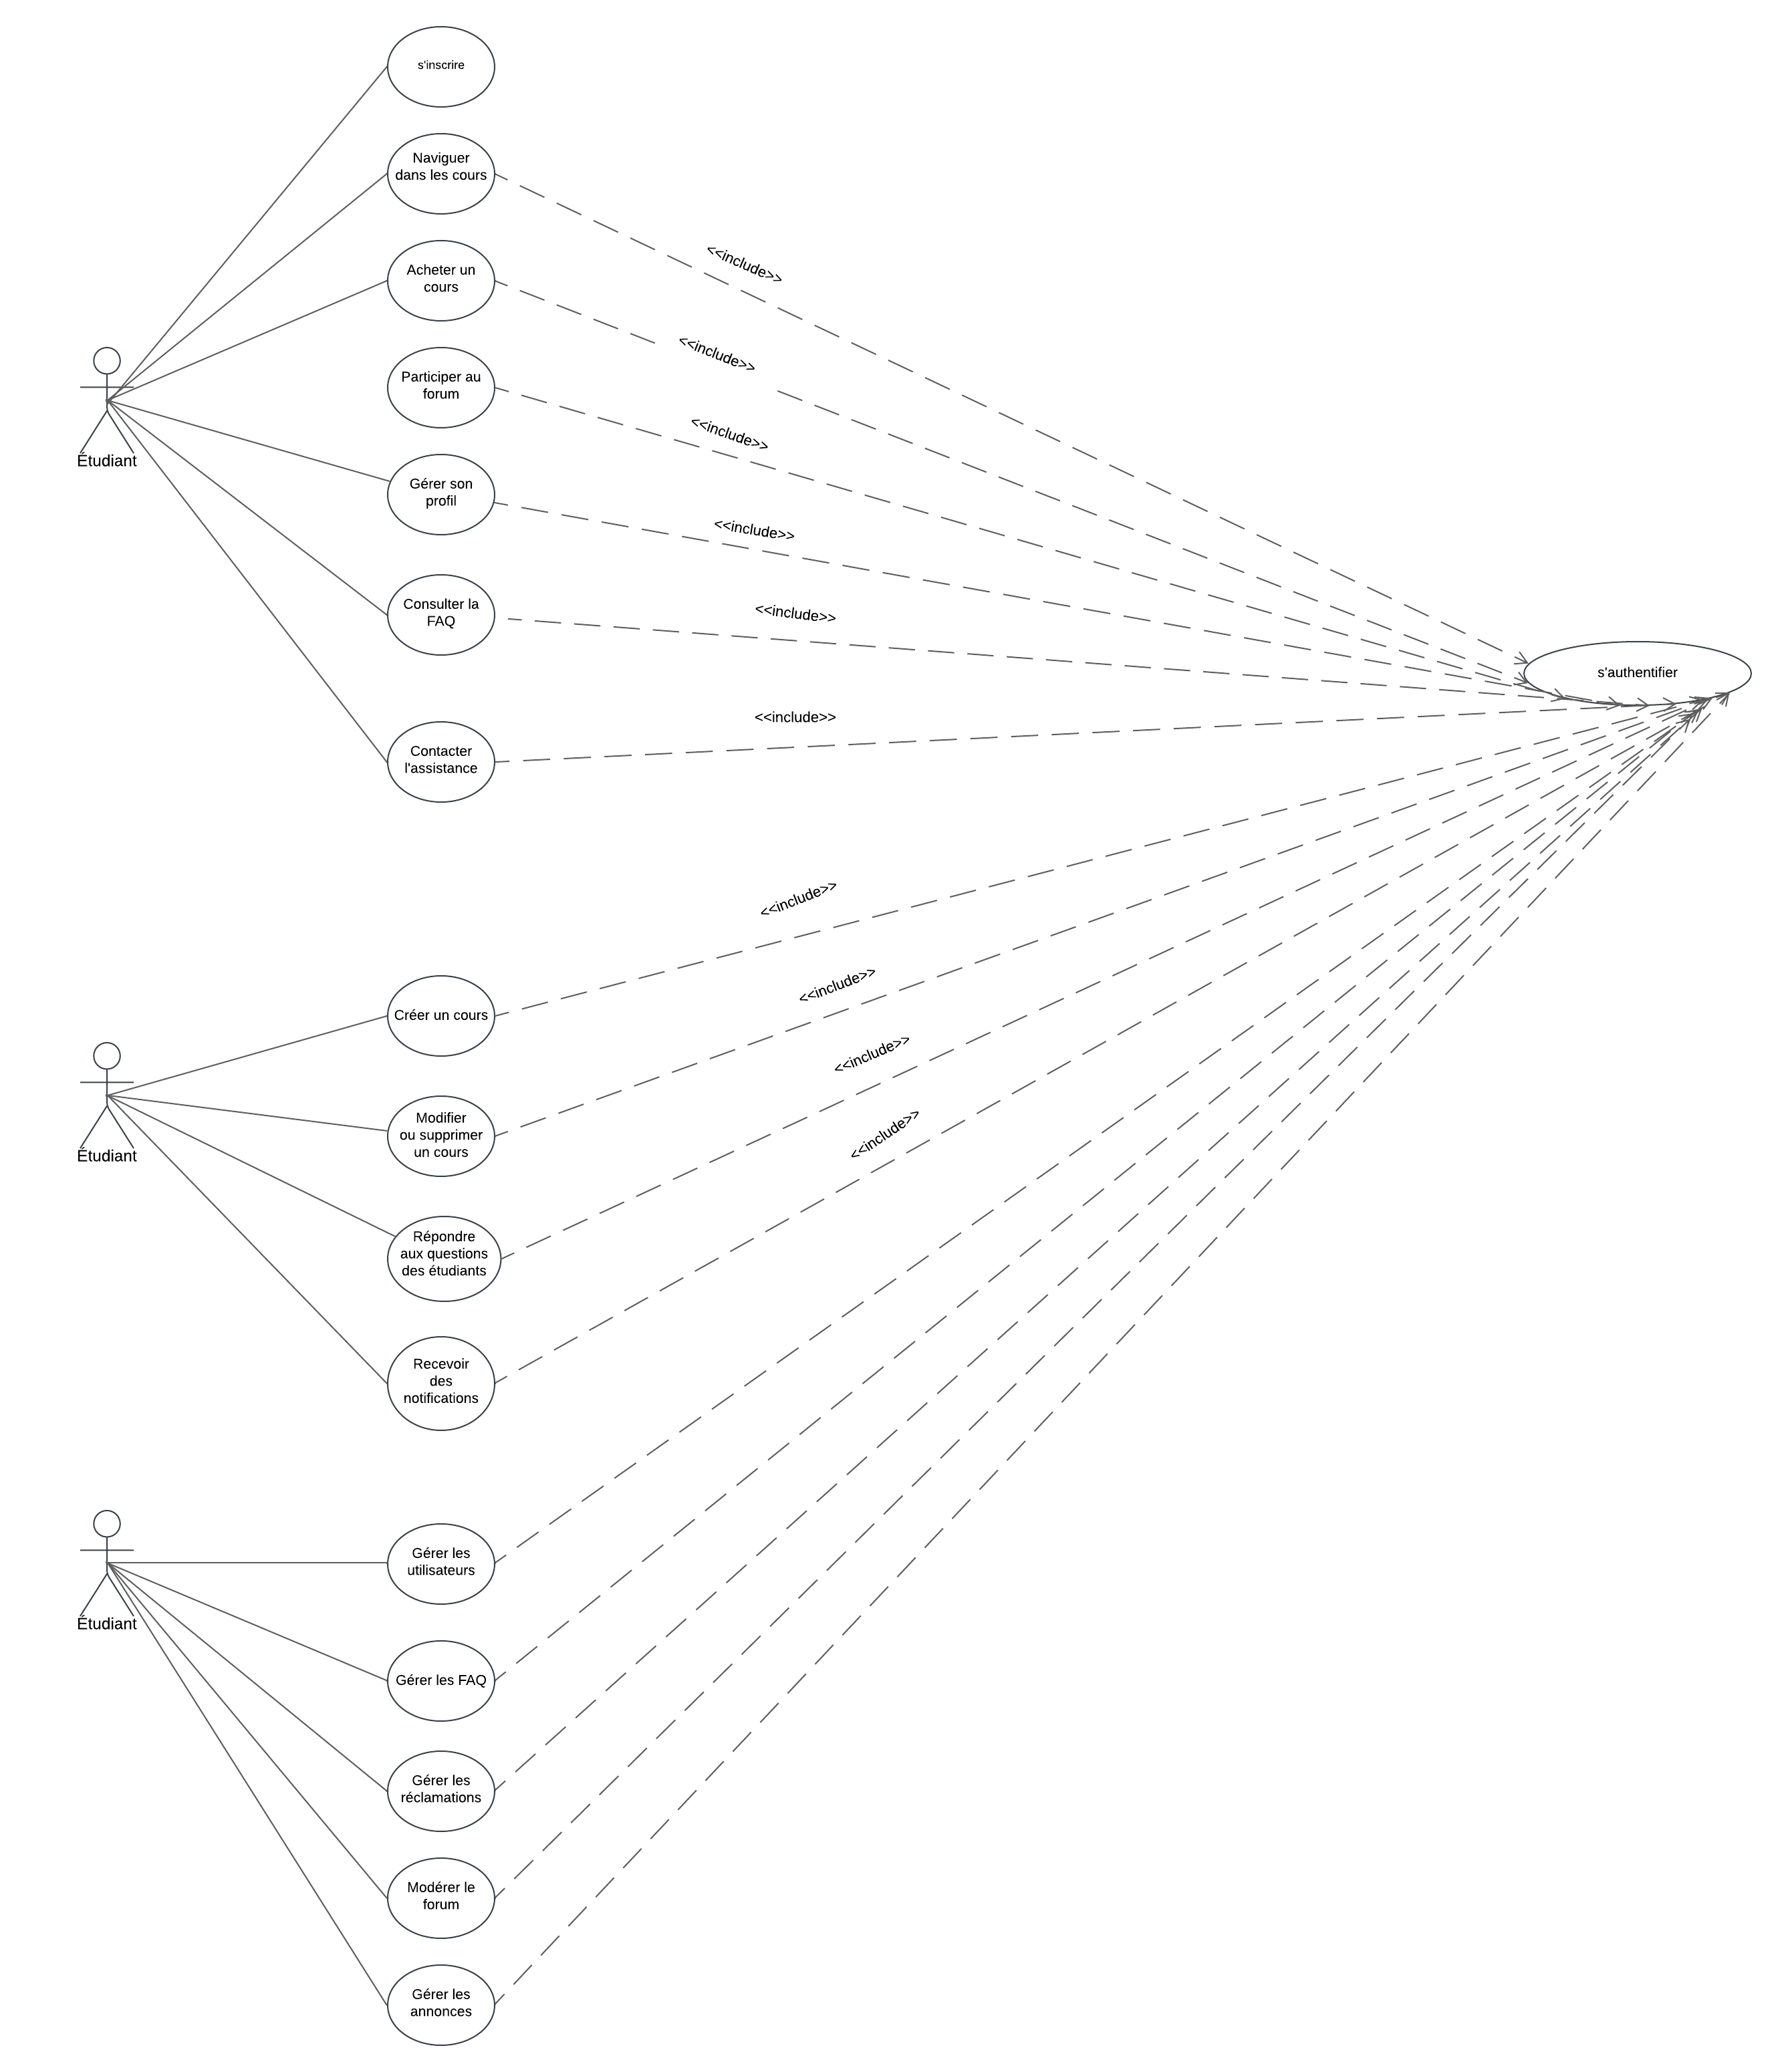 s'inscrire
Naviguer
dans les cours
<<include>>
Acheter un
cours
<<include>>
Participer au
forum
<<include>>
Étudiant
Gérer son
profil
<<include>>
Consulter la
FAQ
<<include>>
s'authentifier
<<include>>
Contacter
l'assistance
<<include>>
Créer un cours
<<include>>
Modifier
ou supprimer
un cours
<<include>>
Étudiant
<<include>>
Répondre
aux questions
des étudiants
Recevoir
des
notifications
Gérer les
utilisateurs
Étudiant
Gérer les FAQ
Gérer les
réclamations
Modérer le
forum
Gérer les
annonces